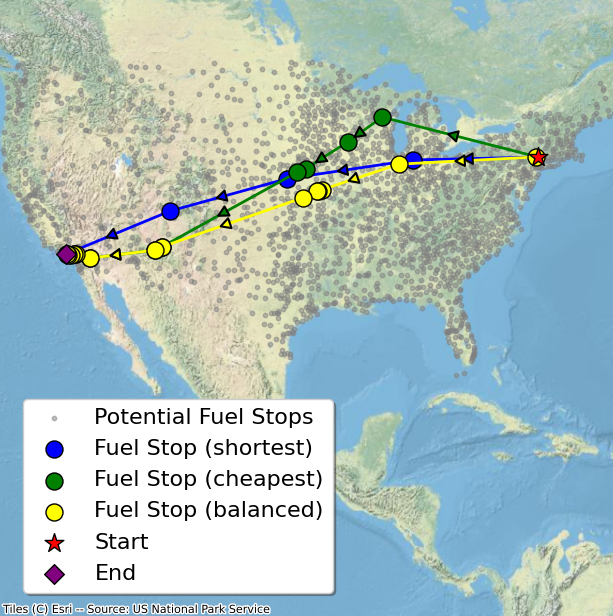 Potential Fuel Stops
Fuel Stop (shortest)
Fuel Stop (cheapest)
Fuel Stop (balanced)
Start
End
Tiles (C) Esri -- Source: US National Park Service